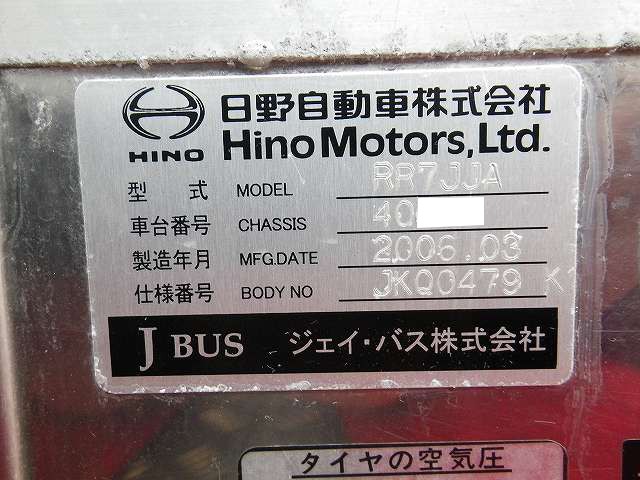 日野自動車株式会社
HINO Hino Motors, Ltd.
型 式 MODEL RR7JJA
車台番号 CHASSIS 40
製造年月 MFG.DATE 2006.03
仕様番号 BODY NO JKQ0479 K
J BUS ジェイ・バス株式会社
タイヤの空気圧